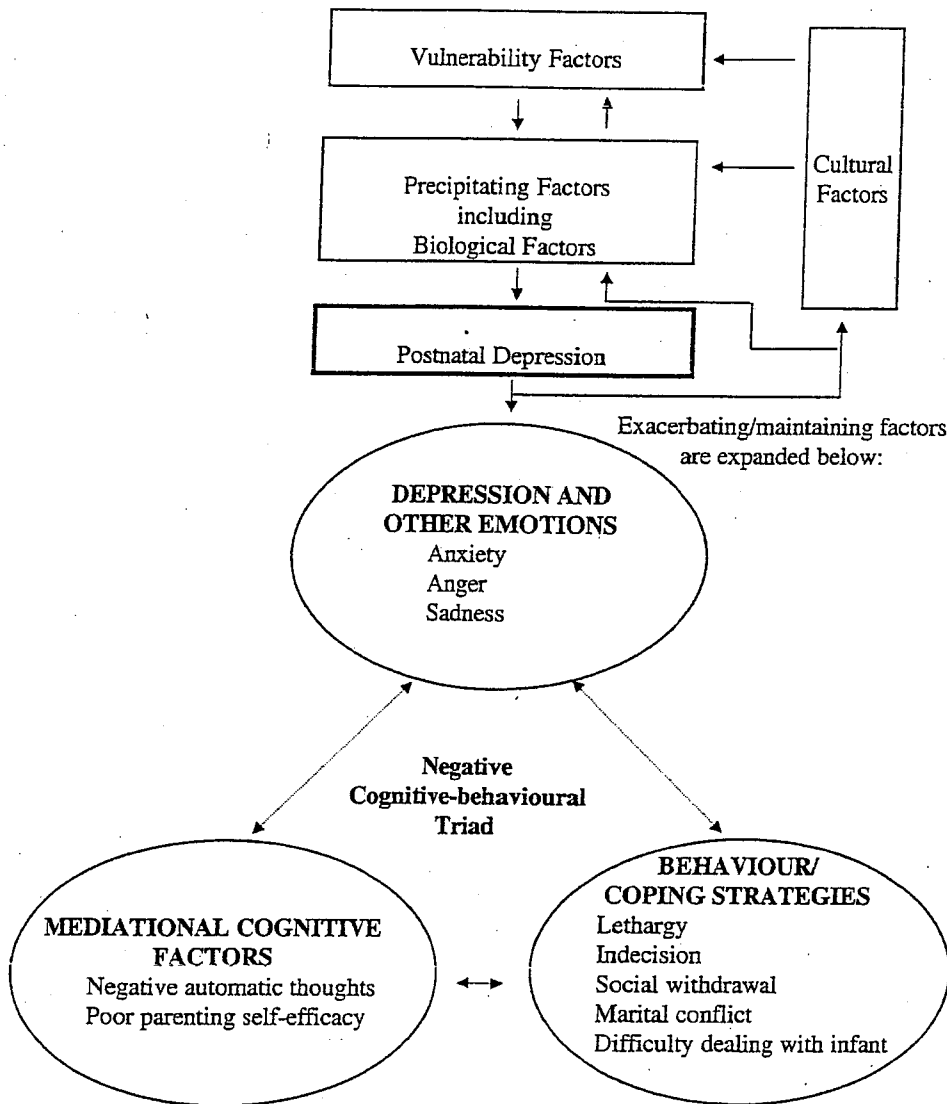 Vulnerability Factors
Cultural
Factors
Precipitating Factors
including
Biological Factors
Postnatal Depression
Exacerbating/maintaining factors
are expanded below:
DEPRESSION AND
OTHER EMOTIONS
Anxiety
Anger
Sadness
Negative
Cognitive-behavioural
Triad
MEDIATIONAL COGNITIVE
FACTORS
Negative automatic thoughts
Poor parenting self-efficacy
BEHAVIOUR/
COPING STRATEGIES
Lethargy
Indecision
Social withdrawal
Marital conflict
Difficulty dealing with infant